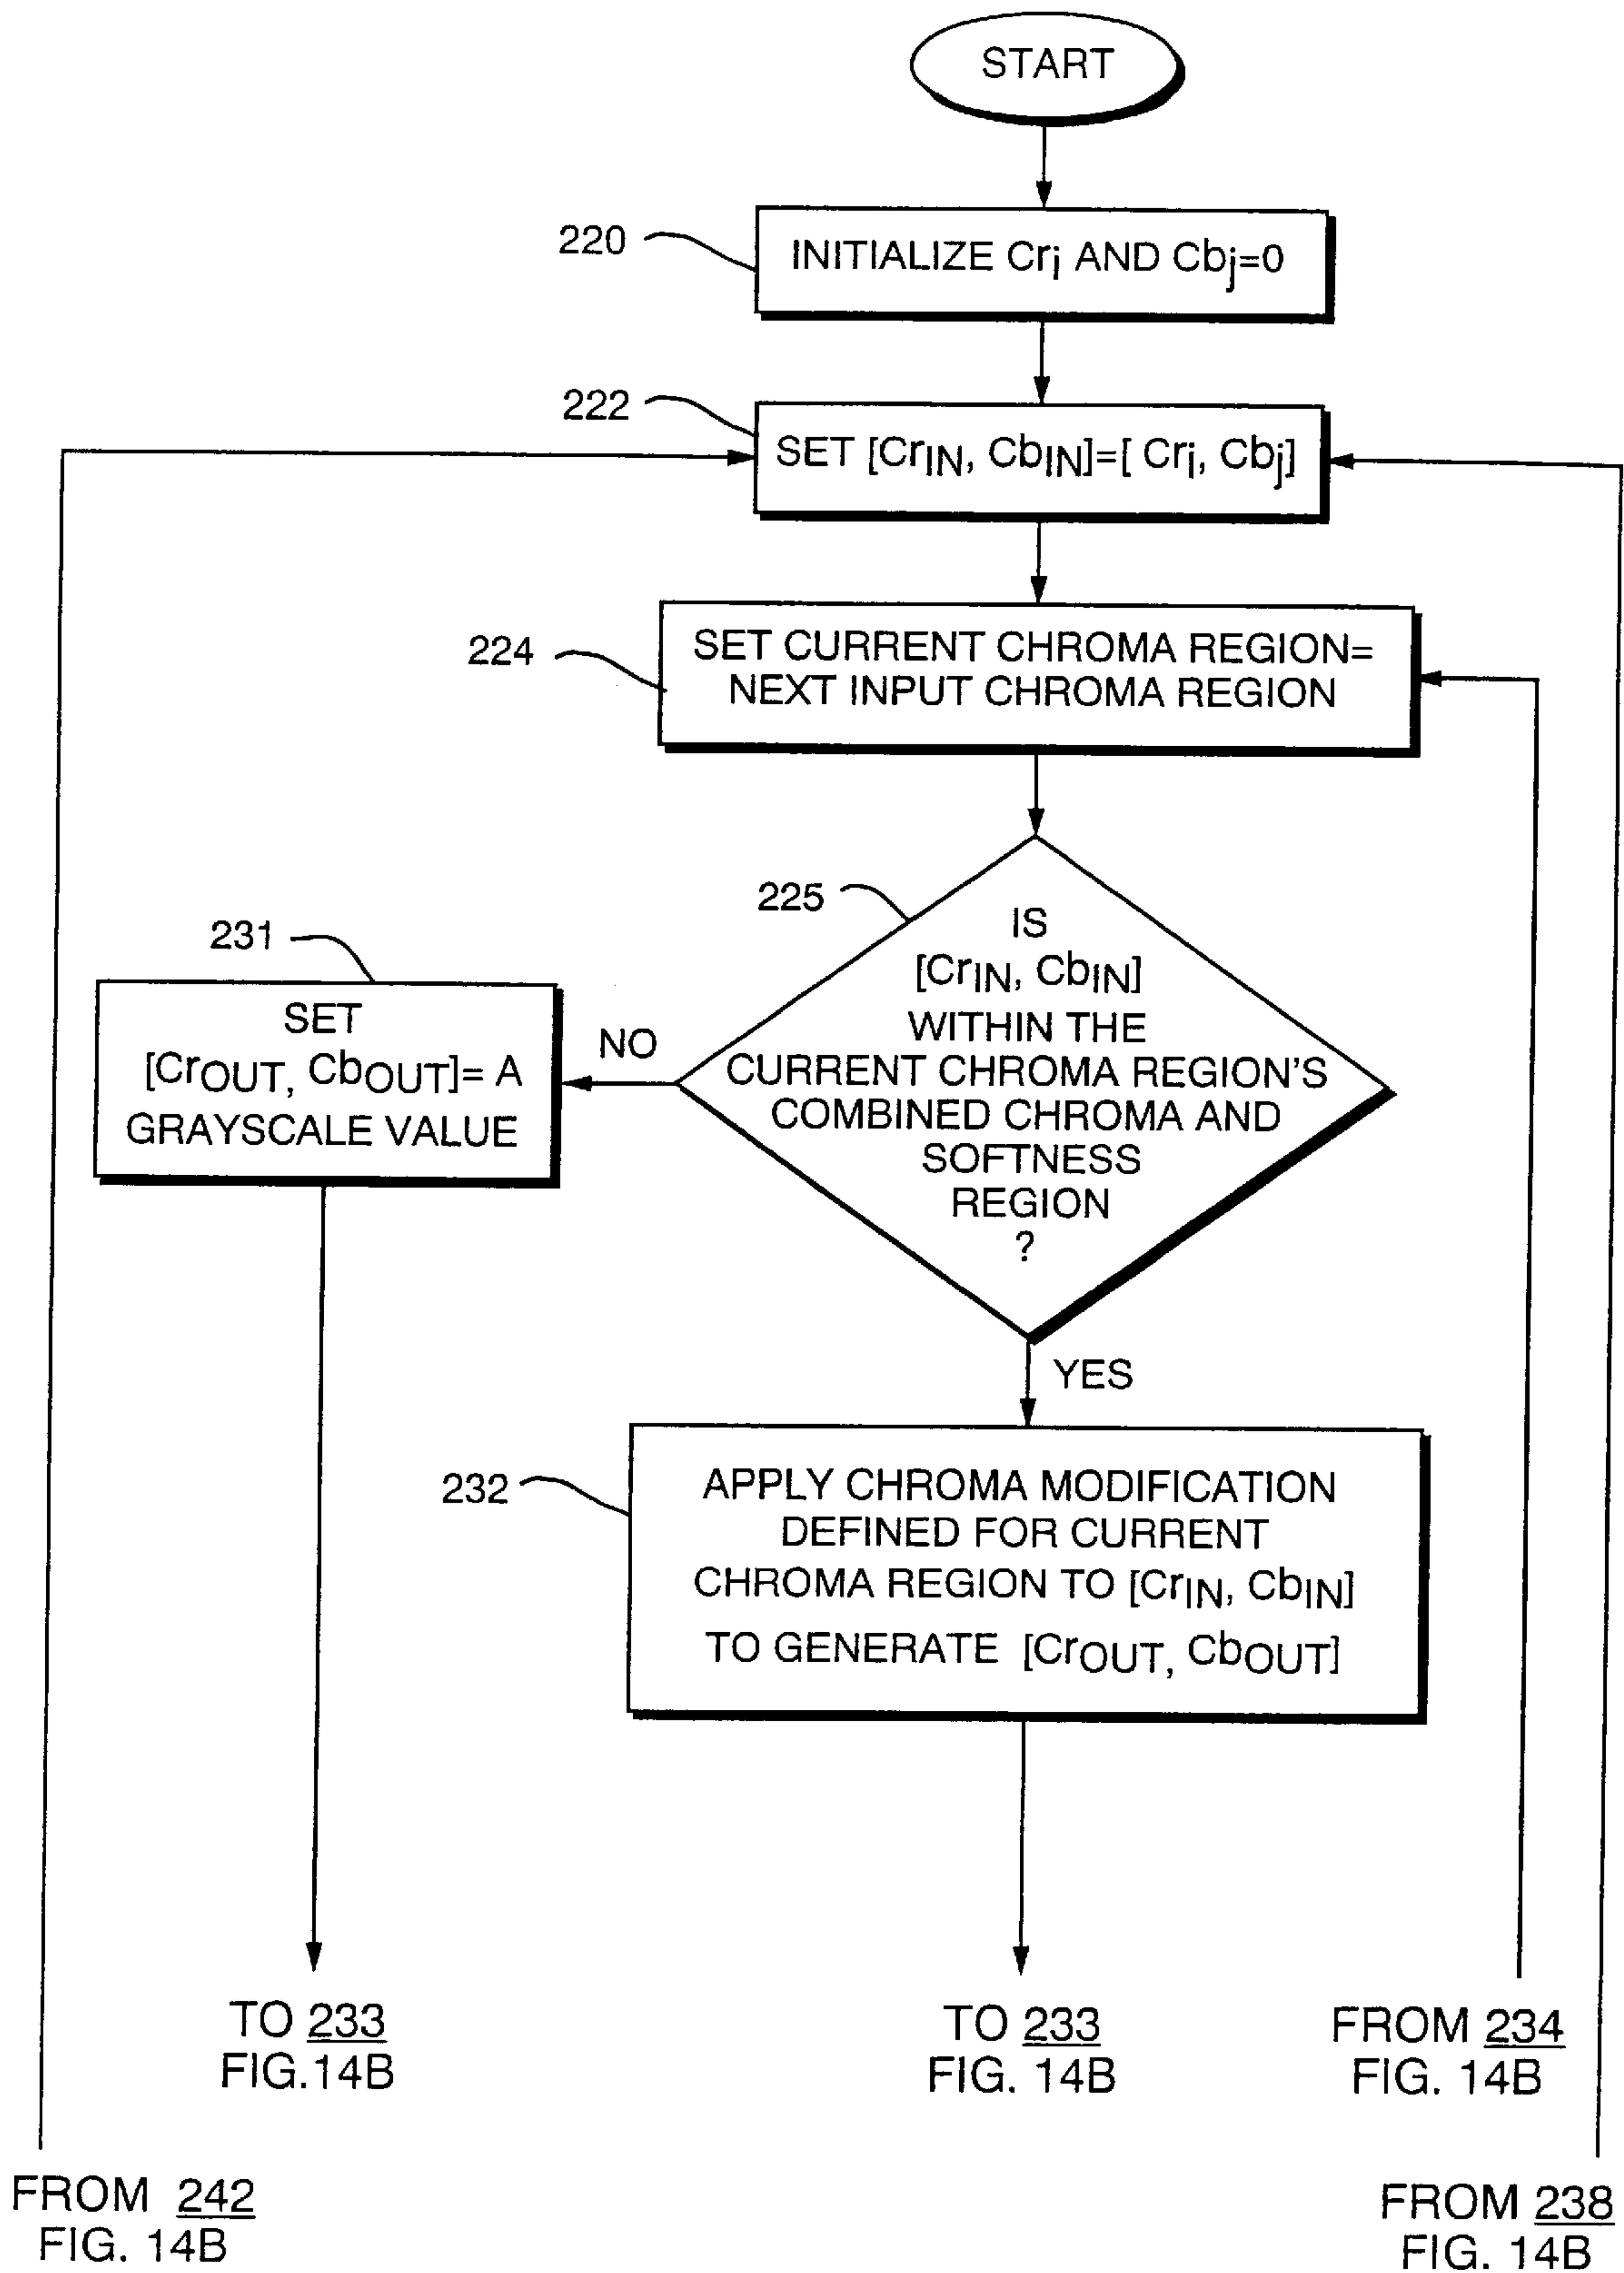 START
220
INITIALIZE Cri AND Cbj=0
222
SET [CrIN, CbIN]=[ Cri, Cbj]
224
SET CURRENT CHROMA REGION=
NEXT INPUT CHROMA REGION
225
IS
[CrIN, CbIN]
WITHIN THE
CURRENT CHROMA REGION'S
COMBINED CHROMA AND
SOFTNESS
REGION
?
NO
231
SET
[CrOUT, CbOUT]= A
GRAYSCALE VALUE
YES
232
APPLY CHROMA MODIFICATION
DEFINED FOR CURRENT
CHROMA REGION TO [CrIN, CbIN]
TO GENERATE [CrOUT, CbOUT]
TO 233
FIG.14B
TO 233
FIG. 14B
FROM 234
FIG. 14B
FROM 242
FIG. 14B
FROM 238
FIG. 14B